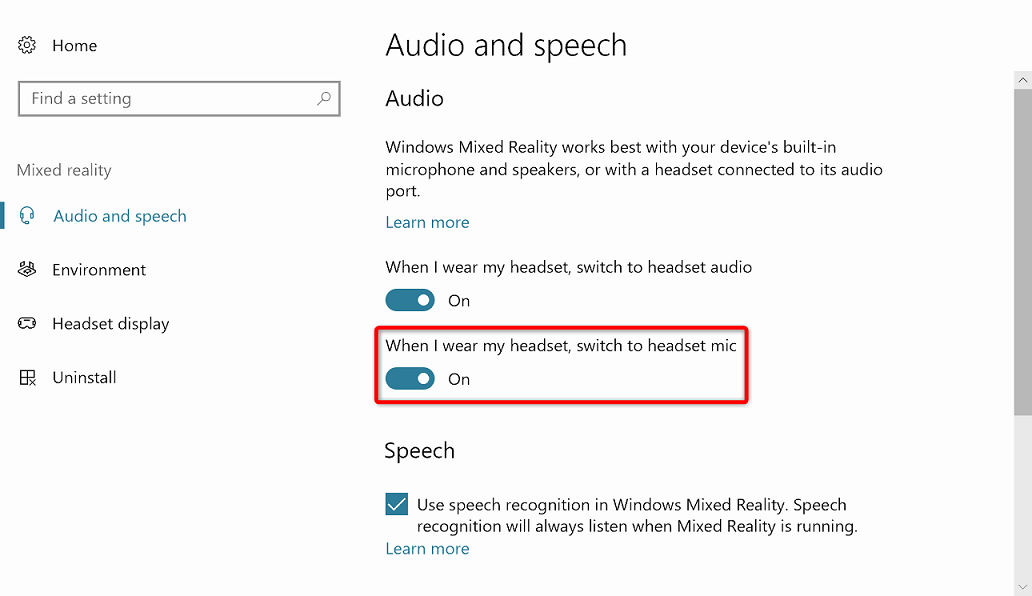 Home
Find a setting
Mixed reality
Audio and speech
Environment
Headset display
Uninstall
Audio and speech
Audio
Windows Mixed Reality works best with your device's built-in
microphone and speakers, or with a headset connected to its audio
port.
Learn more
When I wear my headset, switch to headset audio
On
When I wear my headset, switch to headset mic
On
Speech
Use speech recognition in Windows Mixed Reality. Speech
recognition will always listen when Mixed Reality is running.
Learn more